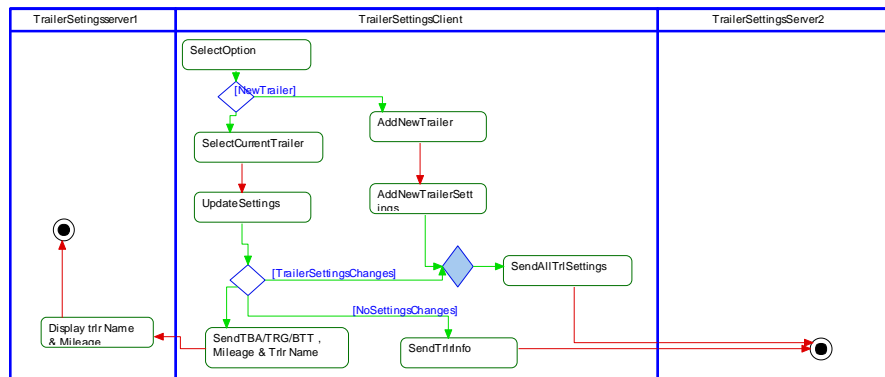 TrailerSetingsserver1
TrailerSettingsClient
TrailerSettingsServer2
SelectOption
[NewTrailer]
AddNewTrailer
SelectCurrentTrailer
AddNewTrailerSett
ings
UpdateSettings
[TrailerSettingsChanges]
SendAllTrlSettings
[NoSettingsChanges]
Display trlr Name
& Mileage
SendTBA/TRG/BTT ,
Mileage & Trlr Name
SendTrlrInfo